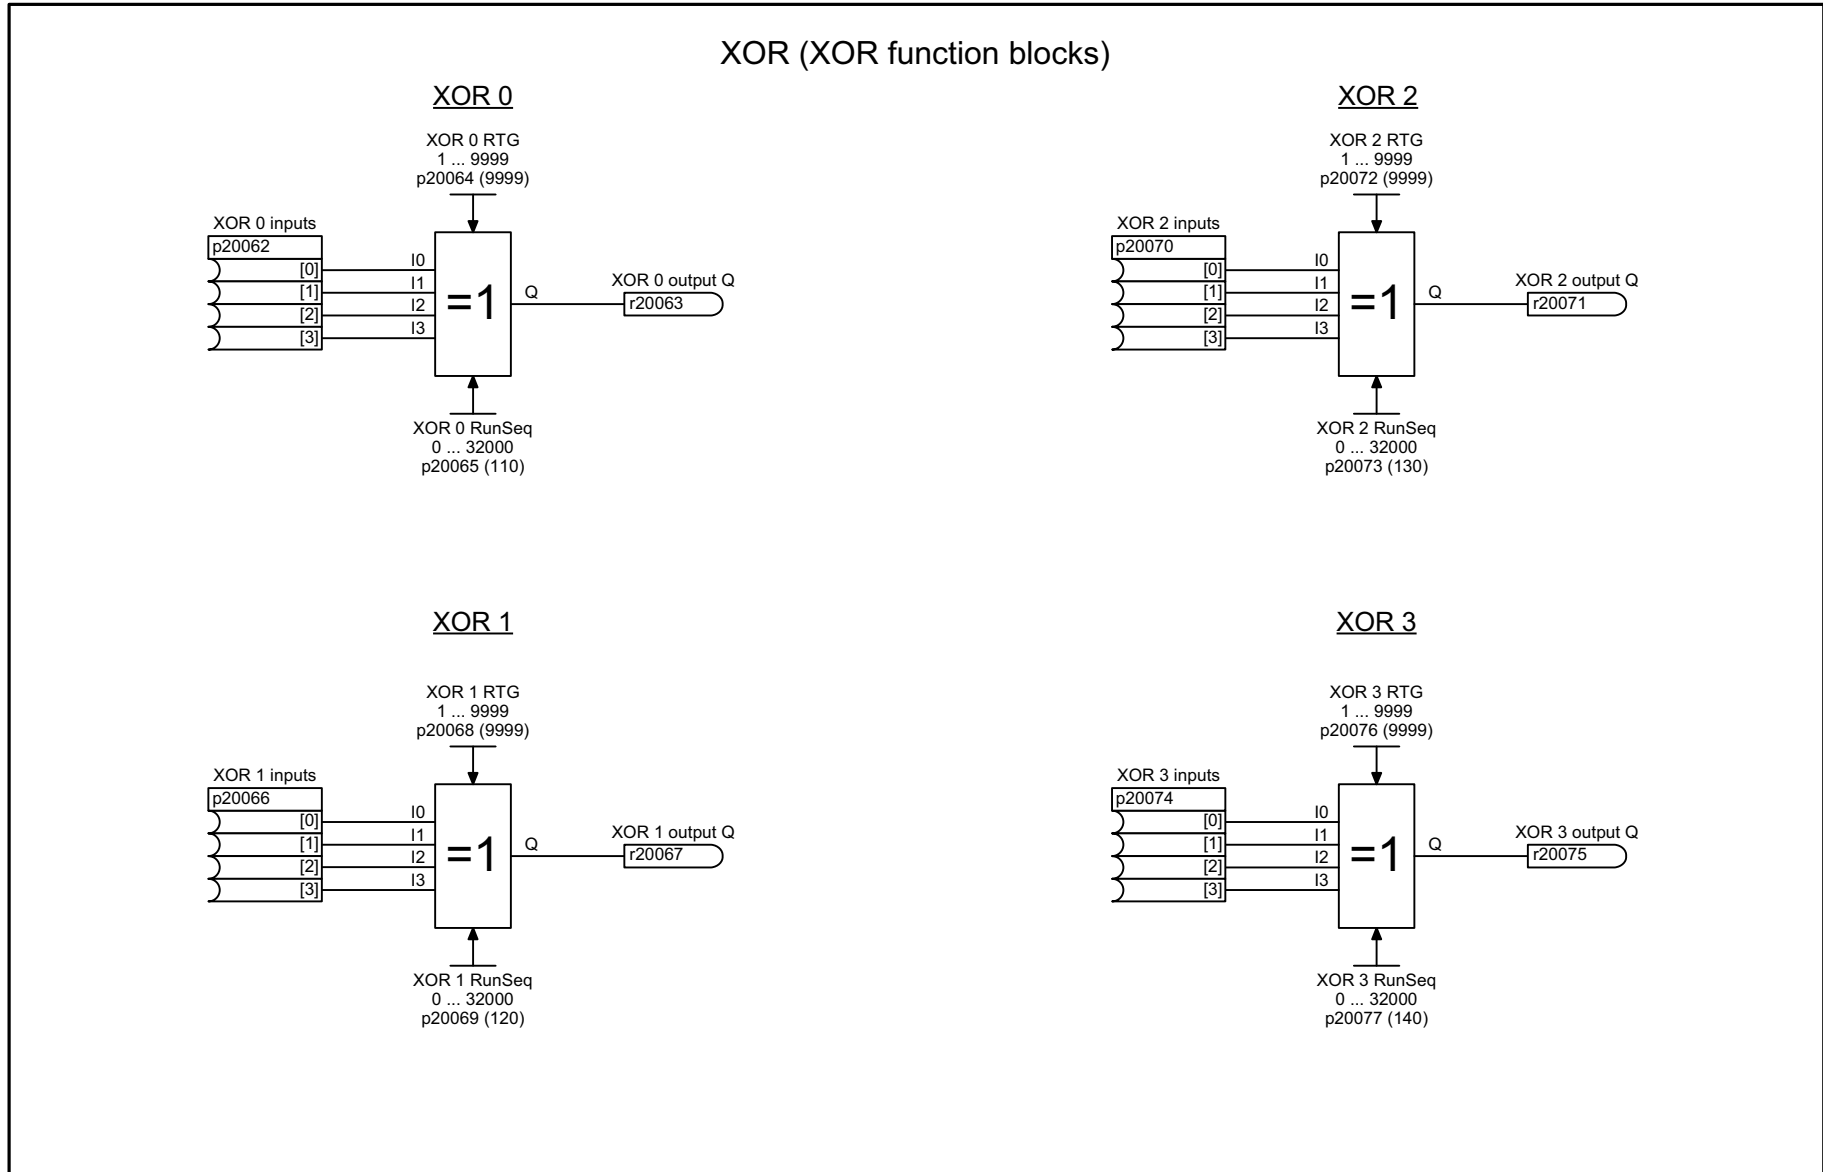 XOR (XOR function blocks)
XOR 0
XOR 0 RTG
1 ... 9999
p20064 (9999)
XOR 0 inputs
p20062
[0]
[1]
[2]
[3]
I0
I1
I2
I3
=1
Q
XOR 0 output Q
r20063
XOR 0 RunSeq
0 ... 32000
p20065 (110)
XOR 2
XOR 2 RTG
1 ... 9999
p20072 (9999)
XOR 2 inputs
p20070
[0]
[1]
[2]
[3]
I0
I1
I2
I3
=1
Q
XOR 2 output Q
r20071
XOR 2 RunSeq
0 ... 32000
p20073 (130)
XOR 1
XOR 1 RTG
1 ... 9999
p20068 (9999)
XOR 1 inputs
p20066
[0]
[1]
[2]
[3]
I0
I1
I2
I3
=1
Q
XOR 1 output Q
r20067
XOR 1 RunSeq
0 ... 32000
p20069 (120)
XOR 3
XOR 3 RTG
1 ... 9999
p20076 (9999)
XOR 3 inputs
p20074
[0]
[1]
[2]
[3]
I0
I1
I2
I3
=1
Q
XOR 3 output Q
r20075
XOR 3 RunSeq
0 ... 32000
p20077 (140)